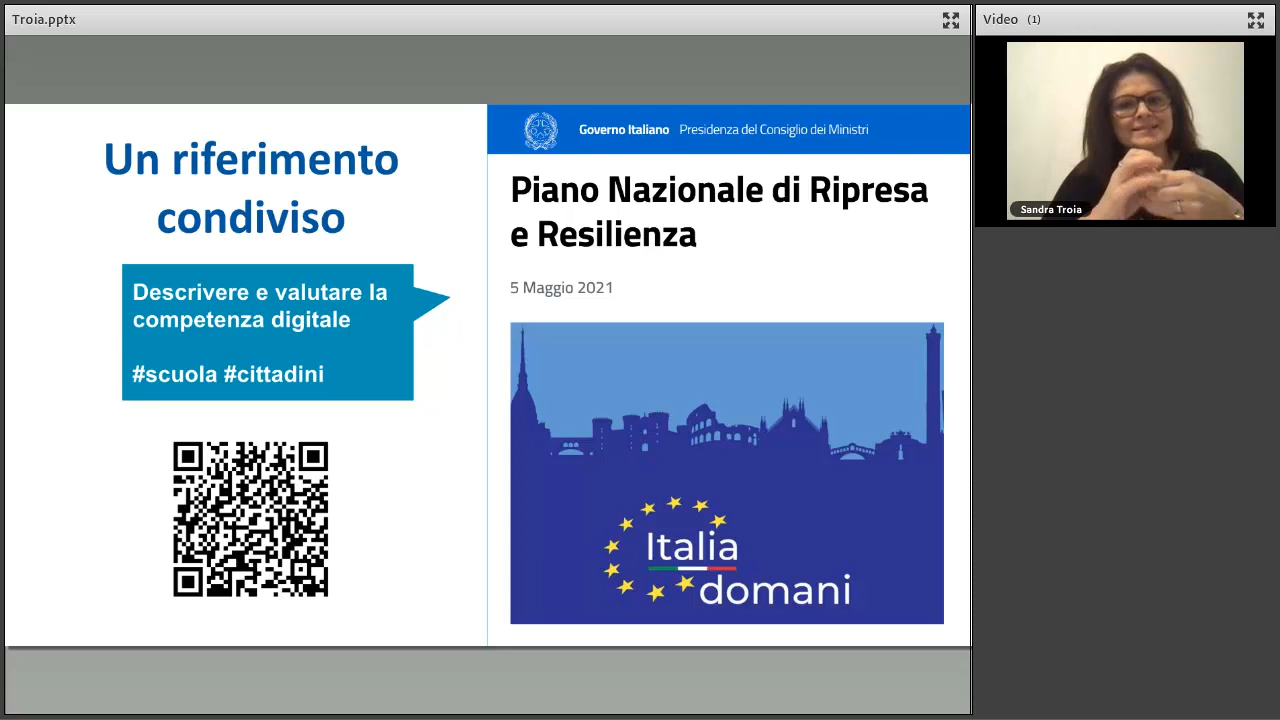 Troia.pptx
Video (1)
Un riferimento
condiviso
Descrivere e valutare la
competenza digitale
#scuola #cittadini
Governo Italiano Presidenza del Consiglio dei Ministri
Piano Nazionale di Ripresa
e Resilienza
5 Maggio 2021
Italia
domani
Sandra Troia